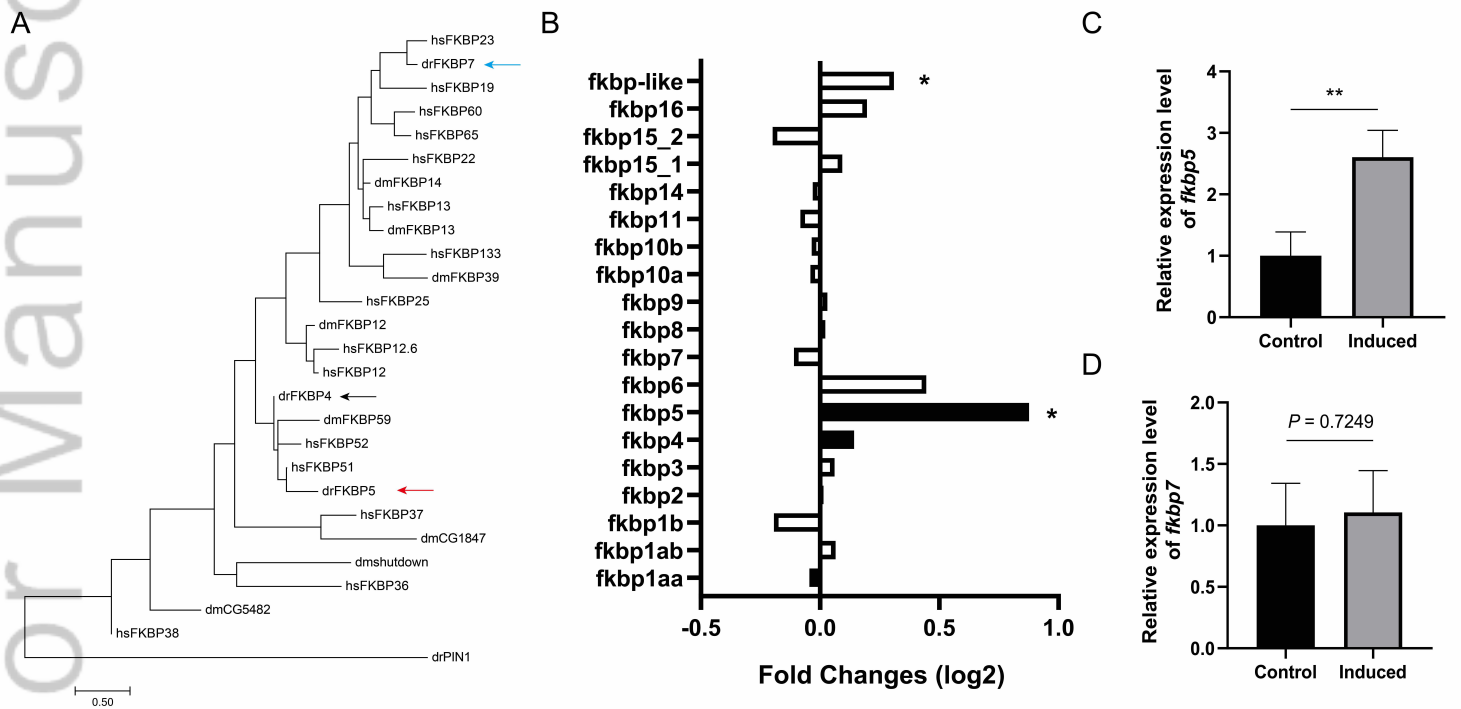 or Manusc
A
hsFKBP23
drFKBP7
hsFKBP19
hsFKBP60
hsFKBP65
hsFKBP22
dmFKBP14
hsFKBP13
dmFKBP13
hsFKBP133
dmFKBP39
hsFKBP25
dmFKBP12
hsFKBP12.6
hsFKBP12
drFKBP4
dmFKBP59
hsFKBP52
hsFKBP51
drFKBP5
hsFKBP37
dmCG1847
dmshutdown
hsFKBP36
dmCG5482
hsFKBP38
drPIN1
0.50
B
fkbp-like *
fkbp16
fkbp15_2
fkbp15_1
fkbp14
fkbp11
fkbp10b
fkbp10a
fkbp9
fkbp8
fkbp7
fkbp6
fkbp5 *
fkbp4
fkbp3
fkbp2
fkbp1b
fkbp1ab
fkbp1aa
-0.5 0.0 0.5 1.0
Fold Changes (log2)
C
Relative expression level
of fkbp5
4
3
2
1
0
**
Control Induced
D
Relative expression level
of fkbp7
2.0
1.5
1.0
0.5
0.0
P = 0.7249
Control Induced